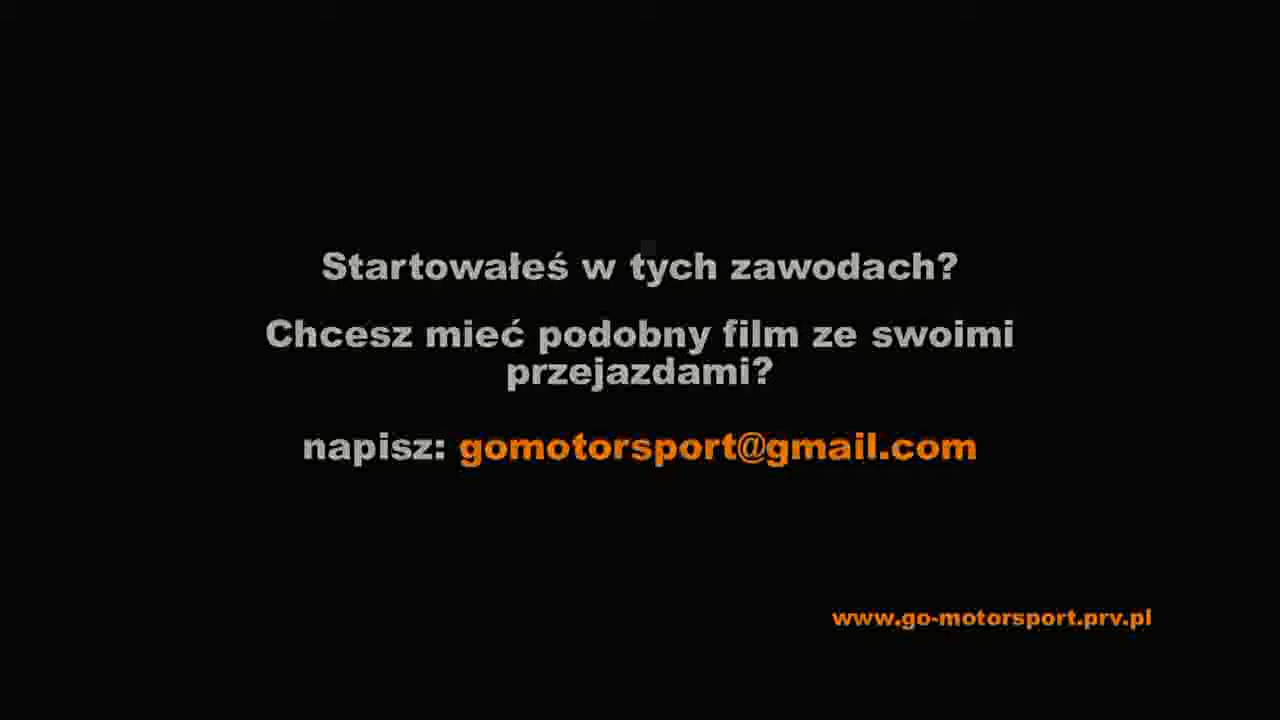 Startowałeś w tych zawodach?
Chcesz mieć podobny film ze swoimi
przejazdami?
napisz: gomotorsport@gmail.com
www.go-motorsport.prv.pl